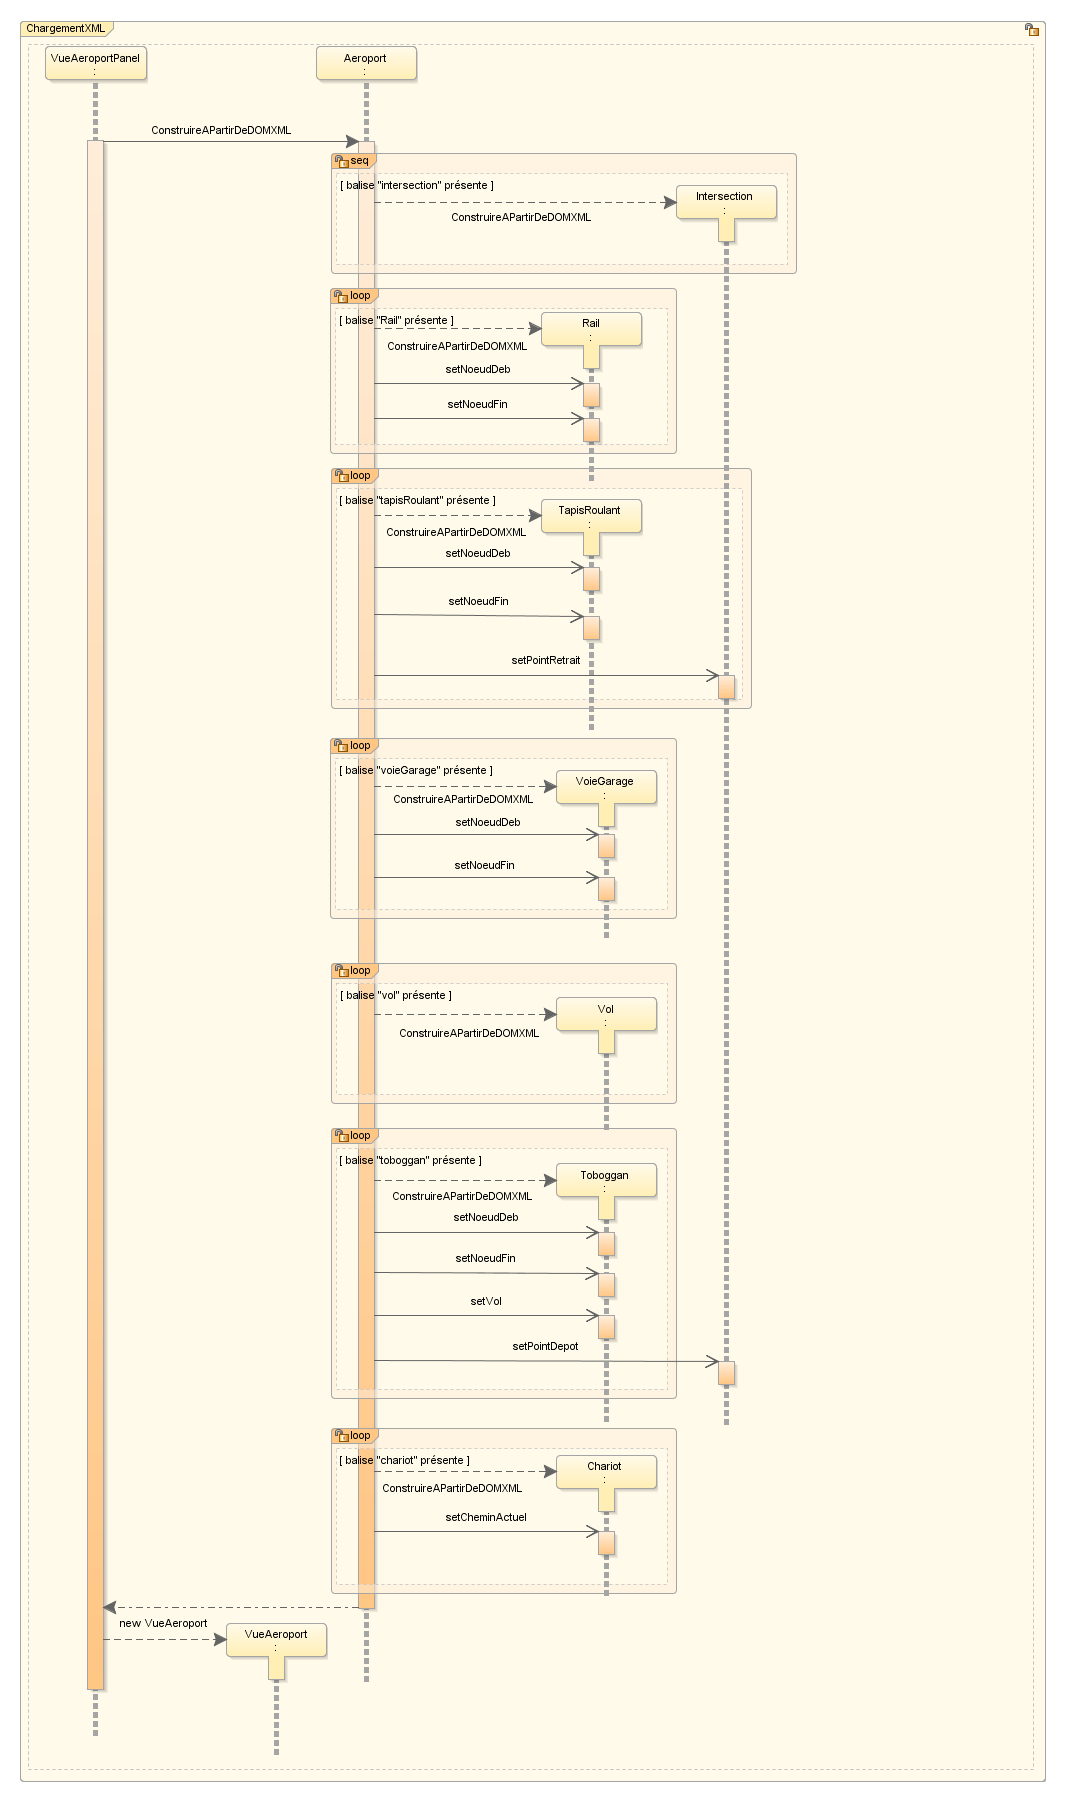 ChargementXML
VueAeroportPanel
:
Aeroport
:
ConstruireAPartirDeDOMXML
seq
[ balise "intersection" présente ]
Intersection
:
ConstruireAPartirDeDOMXML
loop
[ balise "Rail" présente ]
Rail
:
ConstruireAPartirDeDOMXML
setNoeudDeb
setNoeudFin
loop
[ balise "tapisRoulant" présente ]
TapisRoulant
:
ConstruireAPartirDeDOMXML
setNoeudDeb
setNoeudFin
setPointRetrait
loop
[ balise "voieGarage" présente ]
VoieGarage
:
ConstruireAPartirDeDOMXML
setNoeudDeb
setNoeudFin
loop
[ balise "vol" présente ]
Vol
:
ConstruireAPartirDeDOMXML
loop
[ balise "toboggan" présente ]
Toboggan
:
ConstruireAPartirDeDOMXML
setNoeudDeb
setNoeudFin
setVol
setPointDepot
loop
[ balise "chariot" présente ]
Chariot
:
ConstruireAPartirDeDOMXML
setCheminActuel
new VueAeroport
VueAeroport
: